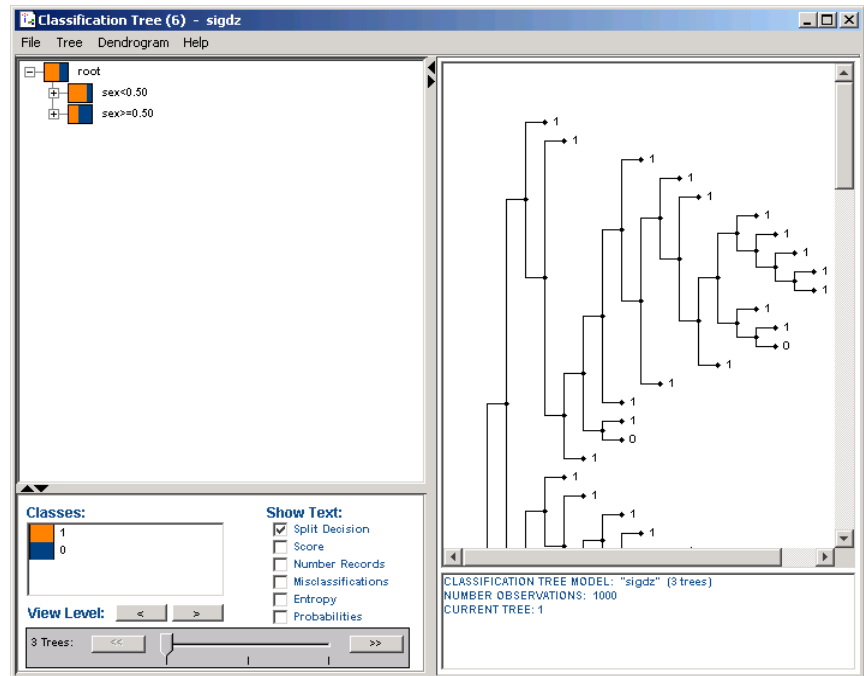 Classification Tree (6) - sigdz
File Tree Dendrogram Help
root
sex<0.50
sex>=0.50
1
1
1
1
1
1
1
1
1
1
1
1
0
1
1
1
1
0
1
1
1
1
1
Classes:
1
0
Show Text:
Split Decision
Score
Number Records
Misclassifications
Entropy
Probabilities
View Level: < >
3 Trees: << >>
CLASSIFICATION TREE MODEL: "sigdz" (3 trees)
NUMBER OBSERVATIONS: 1000
CURRENT TREE: 1